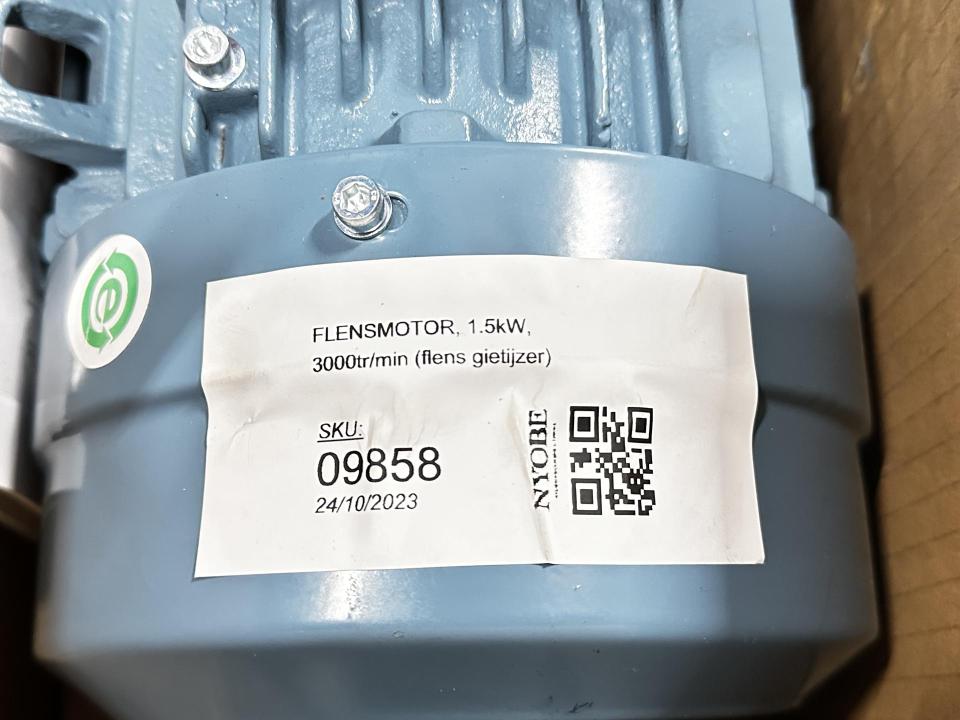 FLENSMOTOR, 1.5kW,
3000tr/min (flens gietijzer)
SKU:
09858
24/10/2023
NYOBE
e